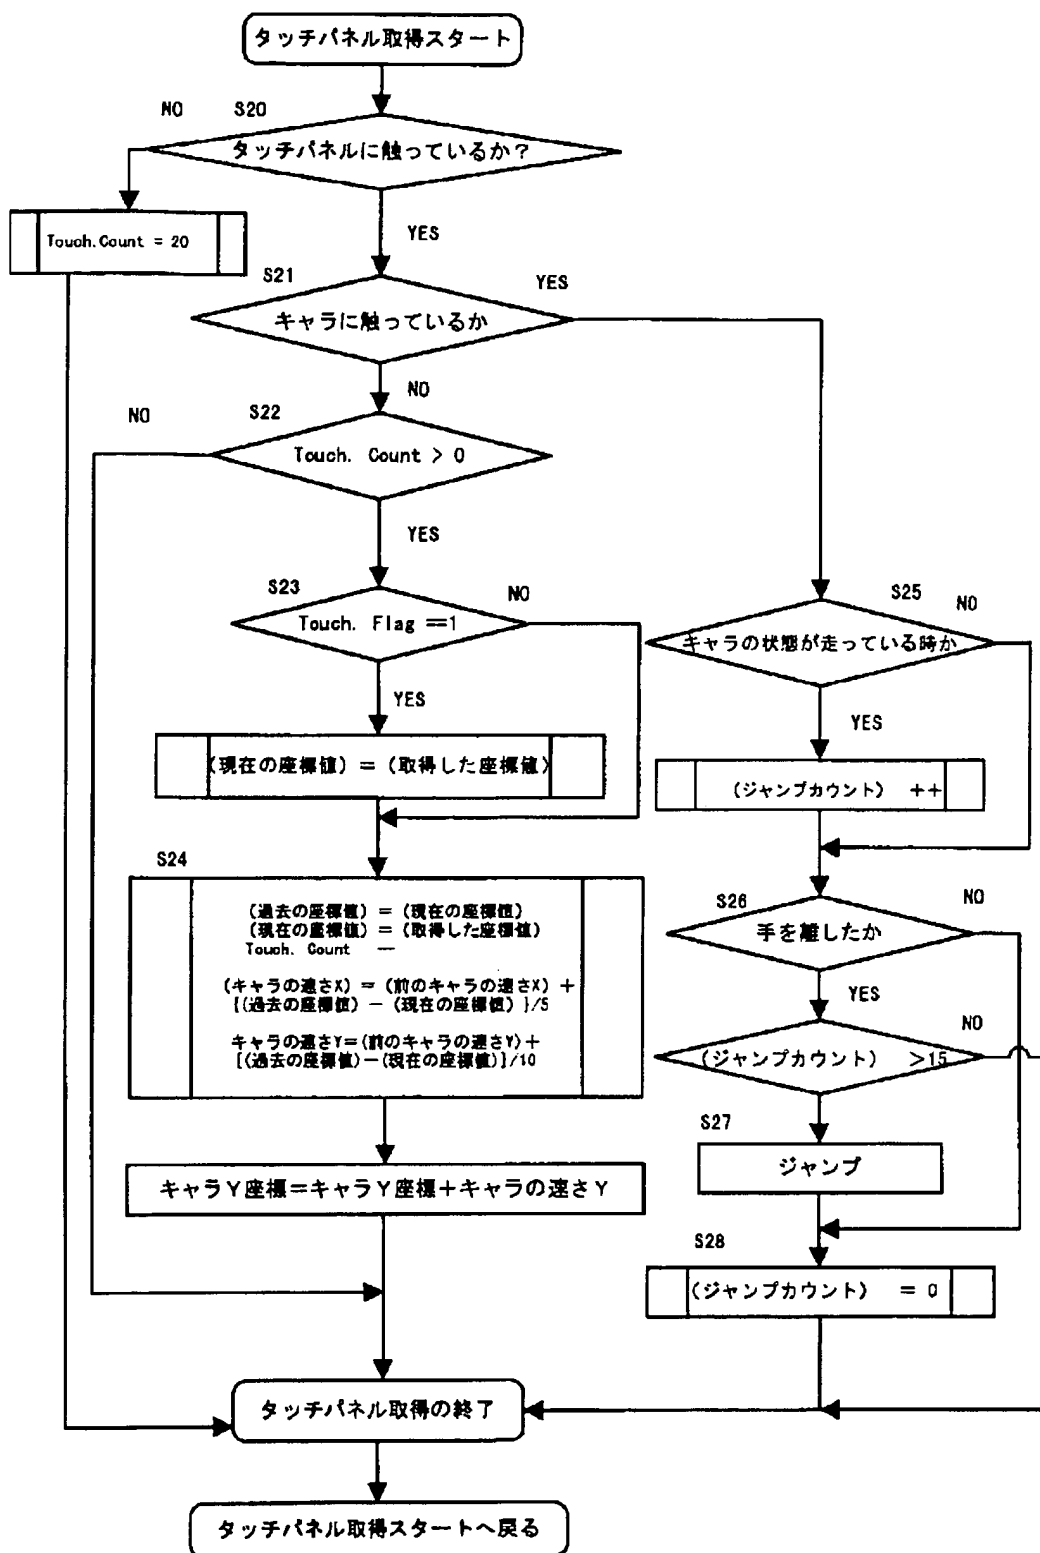 タッチパネル取得スタート
NO
S20
タッチパネルに触っているか？
Touch.Count = 20
YES
S21
YES
キャラに触っているか
NO
NO
S22
Touch. Count > 0
YES
S23
NO
Touch. Flag ==1
S25
NO
キャラの状態が走っている時か
YES
YES
(現在の座標値) ＝ (取得した座標値)
(ジャンプカウント) ++
S24
(過去の座標値) ＝ (現在の座標値)
(現在の座標値) ＝ (取得した座標値)
Touch. Count ―
(キャラの速さX) ＝ (前のキャラの速さX) ＋
{(過去の座標値) － (現在の座標値) }/5
キャラの速さY＝(前のキャラの速さY)＋
{(過去の座標値)－(現在の座標値)}/10
S26
NO
手を離したか
YES
NO
(ジャンプカウント) ＞15
S27
ジャンプ
キャラY座標＝キャラY座標＋キャラの速さY
S28
(ジャンプカウント) ＝ 0
タッチパネル取得の終了
タッチパネル取得スタートへ戻る